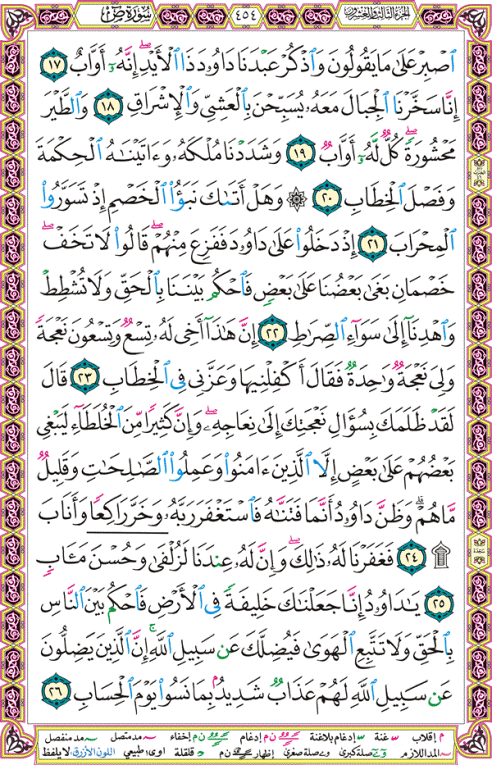 سُورَةُ صٓ
٤٥٤
الجزء الثالث والعشرون
ٱصۡبِرۡ عَلَىٰ مَا يَقُولُونَ وَٱذۡكُرۡ عَبۡدَنَا دَاوُۥدَ ذَا ٱلۡأَيۡدِۖ إِنَّهُۥٓ أَوَّابٌ ١٧
إِنَّا سَخَّرۡنَا ٱلۡجِبَالَ مَعَهُۥ يُسَبِّحۡنَ بِٱلۡعَشِيِّ وَٱلۡإِشۡرَاقِ ١٨ وَٱلطَّيۡرَ
مَحۡشُورَةٗۖ كُلّٞ لَّهُۥٓ أَوَّابٞ ١٩ وَشَدَدۡنَا مُلۡكَهُۥ وَءَاتَيۡنَٰهُ ٱلۡحِكۡمَةَ
وَفَصۡلَ ٱلۡخِطَابِ ٢٠ ۞ وَهَلۡ أَتَىٰكَ نَبَؤُاْ ٱلۡخَصۡمِ إِذۡ تَسَوَّرُواْ
ٱلۡمِحۡرَابَ ٢١ إِذۡ دَخَلُواْ عَلَىٰ دَاوُۥدَ فَفَزِعَ مِنۡهُمۡۖ قَالُواْ لَا تَخَفۡۖ
خَصۡمَانِ بَغَىٰ بَعۡضُنَا عَلَىٰ بَعۡضٖ فَٱحۡكُم بَيۡنَنَا بِٱلۡحَقِّ وَلَا تُشۡطِطۡ
وَٱهۡدِنَآ إِلَىٰ سَوَآءِ ٱلصِّرَٰطِ ٢٢ إِنَّ هَٰذَآ أَخِي لَهُۥ تِسۡعٞ وَتِسۡعُونَ نَعۡجَةٗ
وَلِيَ نَعۡجَةٞ وَٰحِدَةٞ فَقَالَ أَكۡفِلۡنِيهَا وَعَزَّنِي فِي ٱلۡخِطَابِ ٢٣ قَالَ
لَقَدۡ ظَلَمَكَ بِسُؤَالِ نَعۡجَتِكَ إِلَىٰ نِعَاجِهِۦۖ وَإِنَّ كَثِيرٗا مِّنَ ٱلۡخُلَطَآءِ لَيَبۡغِي
بَعۡضُهُمۡ عَلَىٰ بَعۡضٍ إِلَّا ٱلَّذِينَ ءَامَنُواْ وَعَمِلُواْ ٱلصَّٰلِحَٰتِ وَقَلِيلٞ
مَّا هُمۡۗ وَظَنَّ دَاوُۥدُ أَنَّمَا فَتَنَّٰهُ فَٱسۡتَغۡفَرَ رَبَّهُۥ وَخَرَّۤ رَاكِعٗاۤ وَأَنَابَ
۩ ٢٤ فَغَفَرۡنَا لَهُۥ ذَٰلِكَۖ وَإِنَّ لَهُۥ عِندَنَا لَزُلۡفَىٰ وَحُسۡنَ مَـَٔابٖ
٢٥ يَٰدَاوُۥدُ إِنَّا جَعَلۡنَٰكَ خَلِيفَةٗ فِي ٱلۡأَرۡضِ فَٱحۡكُم بَيۡنَ ٱلنَّاسِ
بِٱلۡحَقِّ وَلَا تَتَّبِعِ ٱلۡهَوَىٰ فَيُضِلَّكَ عَن سَبِيلِ ٱللَّهِۚ إِنَّ ٱلَّذِينَ يَضِلُّونَ
عَن سَبِيلِ ٱللَّهِ لَهُمۡ عَذَابٞ شَدِيدُۢ بِمَا نَسُواْ يَوۡمَ ٱلۡحِسَابِ ٢٦
م إقلاب س غنة س إدغام بلاغنة ن م إدغام ن م إخفاء مد متصل مد منفصل
المد اللازم صلة كبرى وصلة صغرى إظهار ن م قلقلة اوى طبيعي اللون الأزرق لا يلفظ